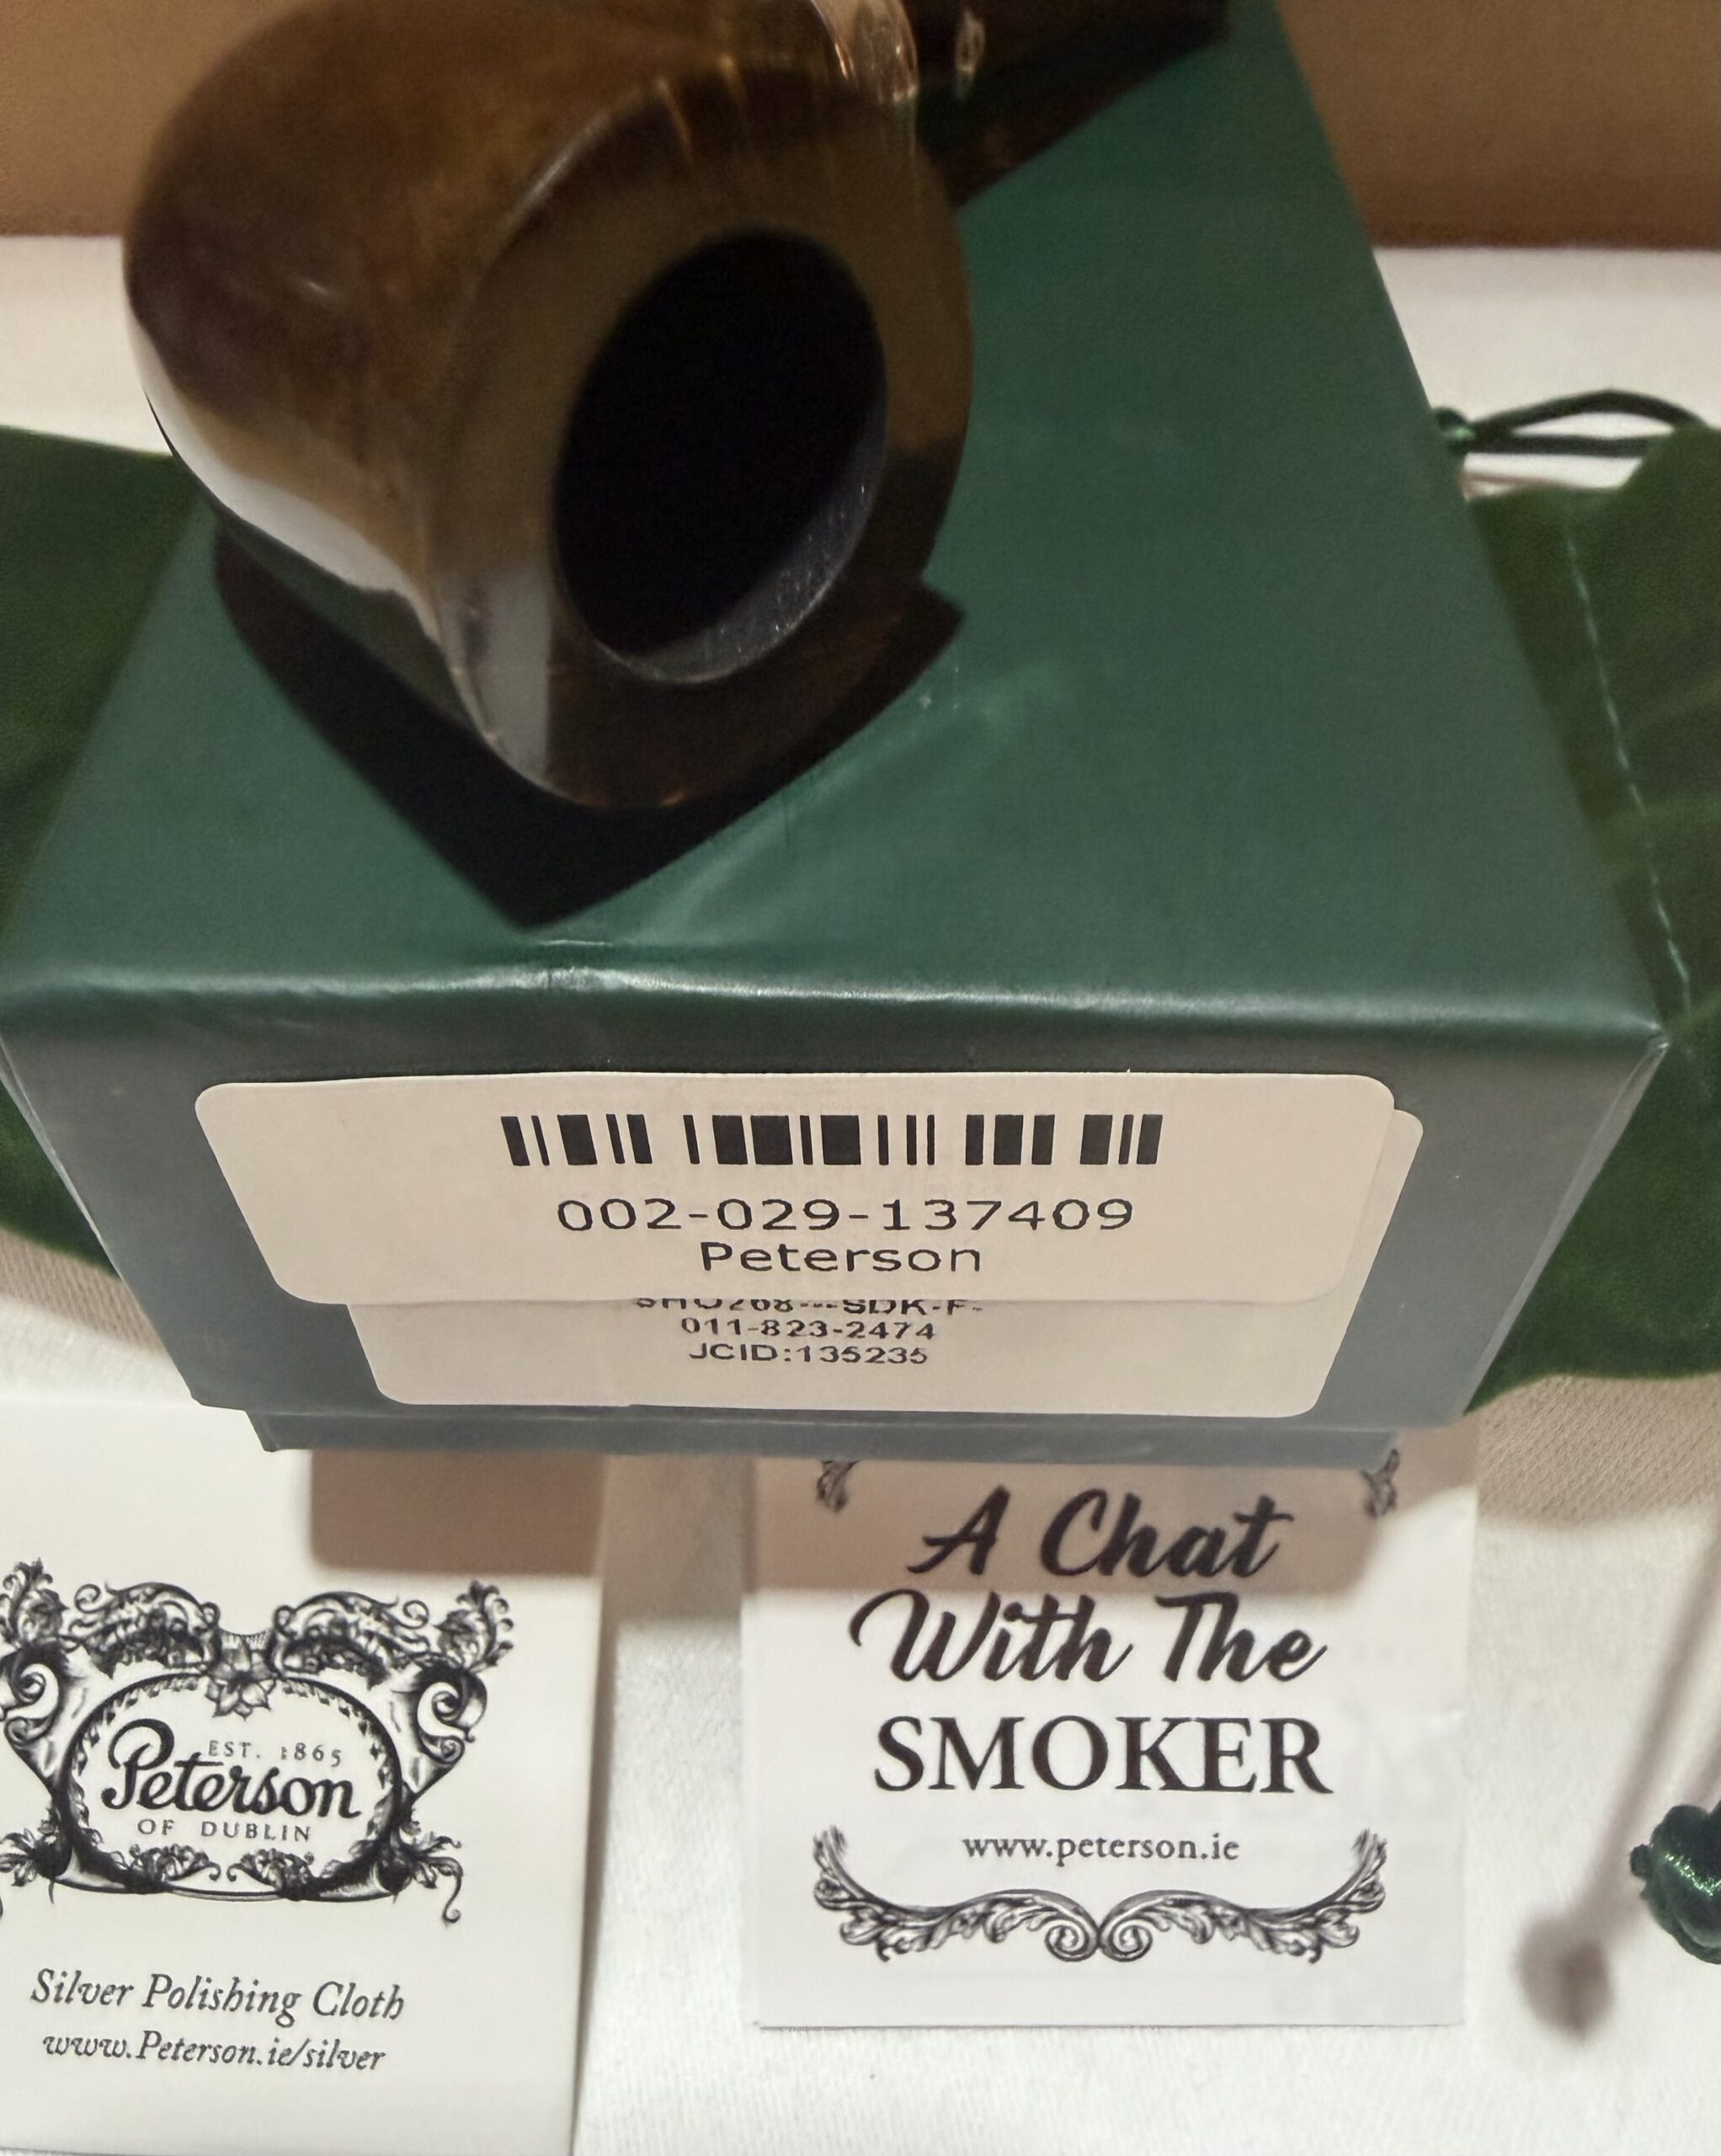 002-029-137409
Peterson
011-823-2474
JCID:135235
A Chat
With The
SMOKER
www.peterson.ie
EST. 1865
Peterson
OF DUBLIN
Silver Polishing Cloth
www.Peterson.ie/silver